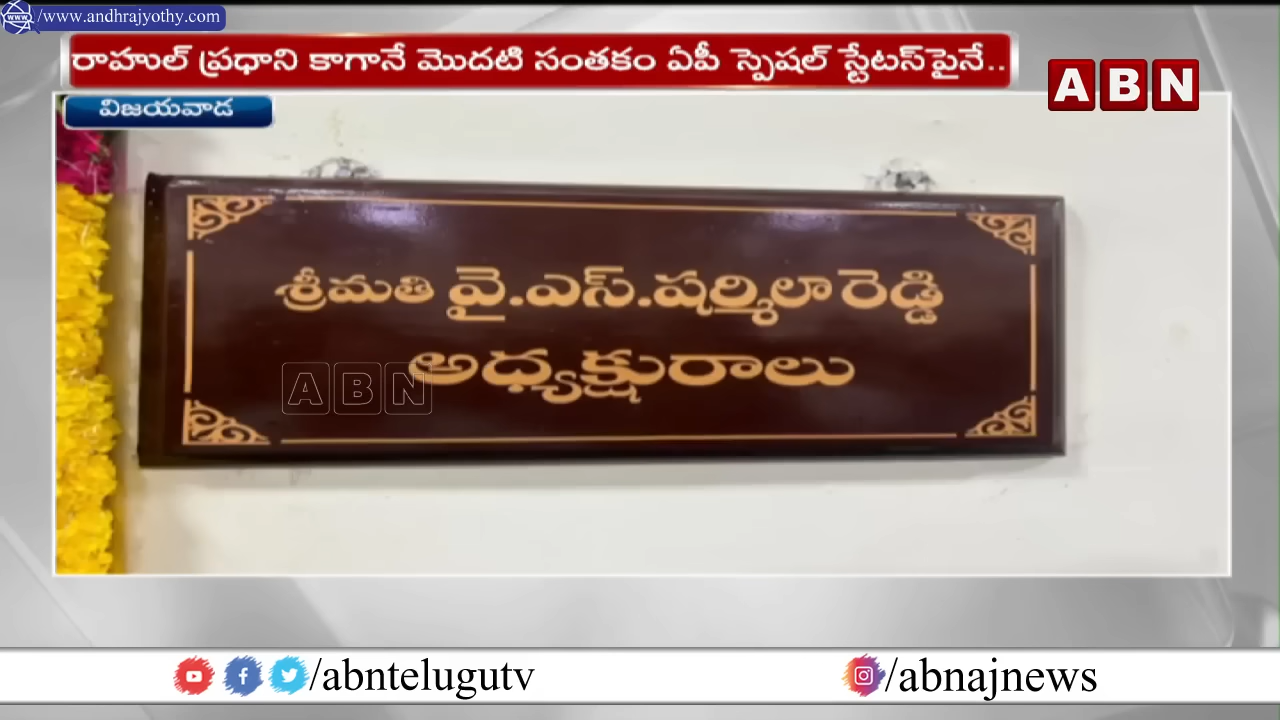 www /www.andhrajyothy.com
రాహుల్ ప్రధాని కాగానే మొదటి సంతకం ఏపీ స్పెషల్ స్టేటస్‌పైనే..
ABN
విజయవాడ
శ్రీమతి వై.ఎస్.షర్మిలా రెడ్డి
అధ్యక్షురాలు
ABN
/abntelugutv
/abnajnews